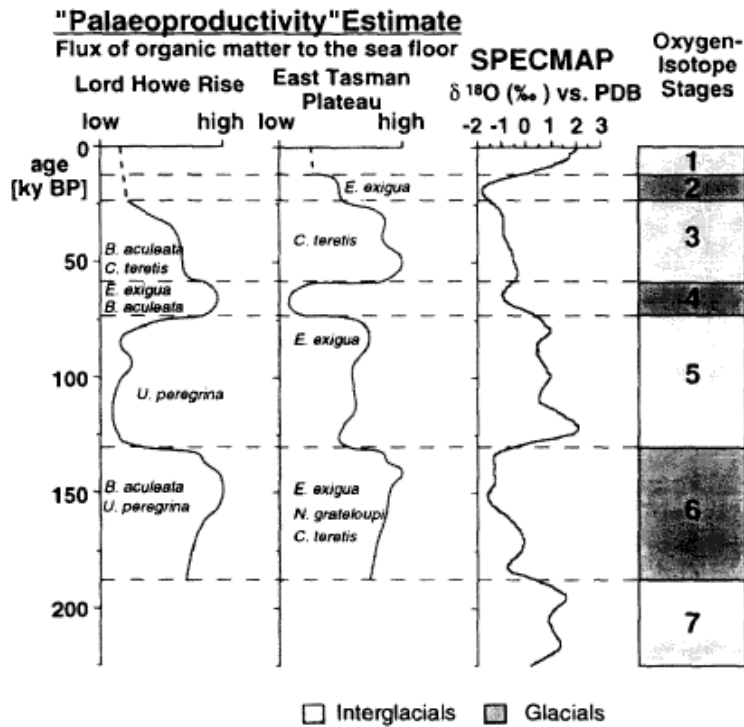 "Palaeoproductivity"Estimate
Flux of organic matter to the sea floor
Lord Howe Rise
low high
East Tasman
Plateau
low high
SPECMAP
δ 18O (‰) vs. PDB
-2 -1 0 1 2 3
Oxygen-
Isotope
Stages
age
[ky BP]
0
50
100
150
200
B. aculeata
C. teretis
E. exigua
B. aculeata
U. peregrina
B. aculeata
U. peregrina
E. exigua
C. teretis
E. exigua
E. exigua
N. grateloupi
C. teretis
1
2
3
4
5
6
7
Interglacials Glacials